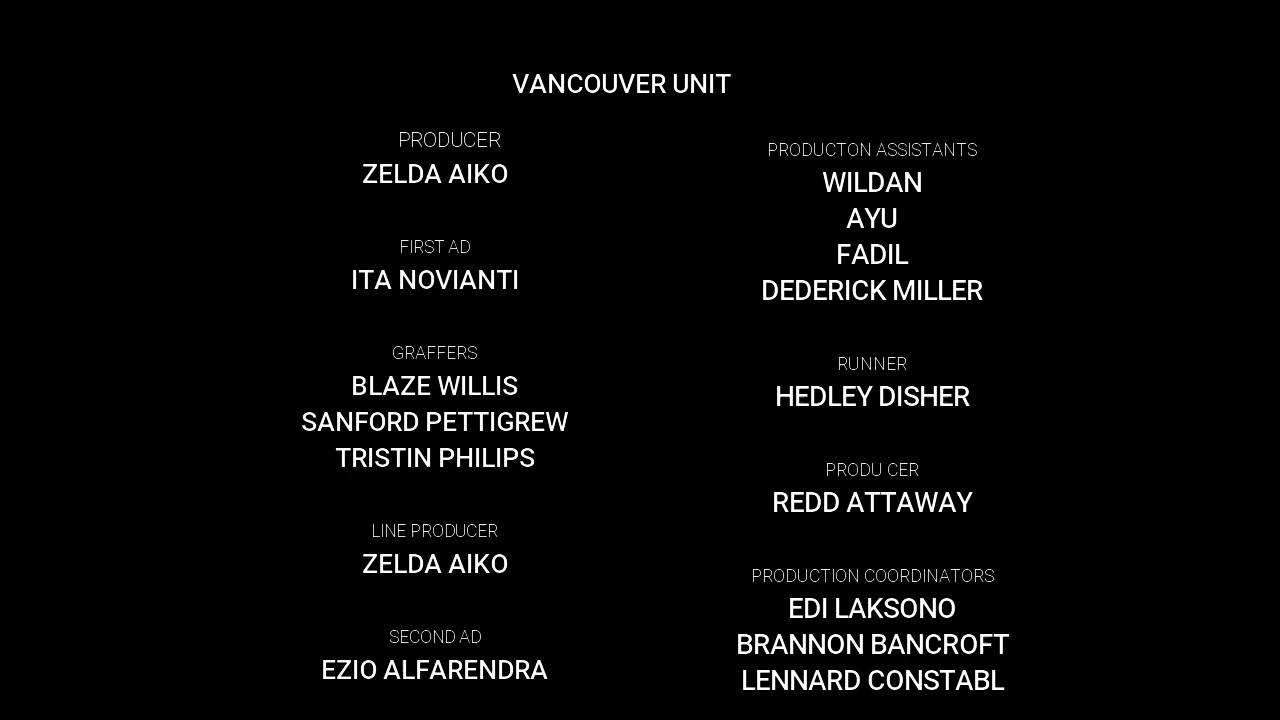 VANCOUVER UNIT
PRODUCER
ZELDA AIKO
FIRST AD
ITA NOVIANTI
GRAFFERS
BLAZE WILLIS
SANFORD PETTIGREW
TRISTIN PHILIPS
LINE PRODUCER
ZELDA AIKO
SECOND AD
EZIO ALFARENDRA
PRODUCTON ASSISTANTS
WILDAN
AYU
FADIL
DEDERICK MILLER
RUNNER
HEDLEY DISHER
PRODU CER
REDD ATTAWAY
PRODUCTION COORDINATORS
EDI LAKSONO
BRANNON BANCROFT
LENNARD CONSTABL